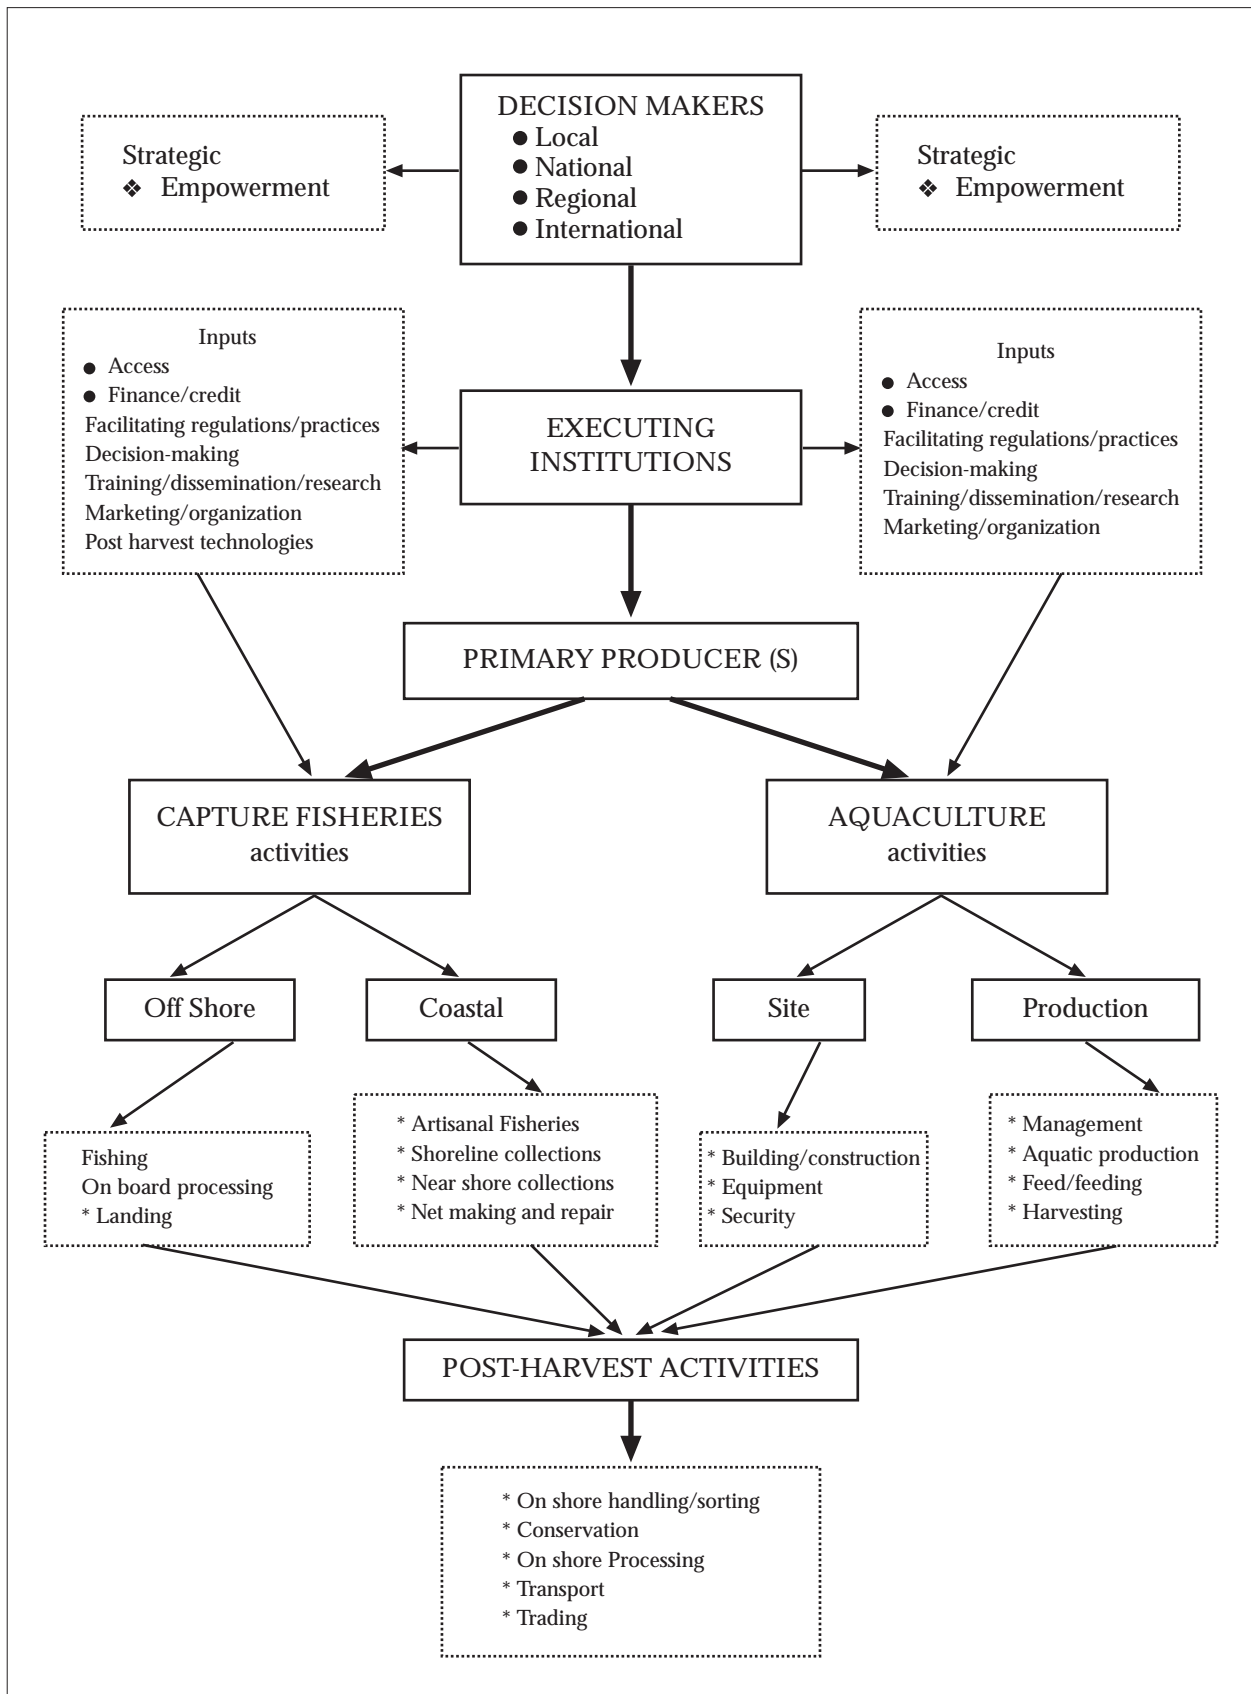 DECISION MAKERS
● Local
● National
● Regional
● International
Strategic
❖ Empowerment
Strategic
❖ Empowerment
Inputs
● Access
● Finance/credit
Facilitating regulations/practices
Decision-making
Training/dissemination/research
Marketing/organization
Post harvest technologies
EXECUTING
INSTITUTIONS
Inputs
● Access
● Finance/credit
Facilitating regulations/practices
Decision-making
Training/dissemination/research
Marketing/organization
PRIMARY PRODUCER (S)
CAPTURE FISHERIES
activities
AQUACULTURE
activities
Off Shore
Coastal
Site
Production
Fishing
On board processing
* Landing
* Artisanal Fisheries
* Shoreline collections
* Near shore collections
* Net making and repair
* Building/construction
* Equipment
* Security
* Management
* Aquatic production
* Feed/feeding
* Harvesting
POST-HARVEST ACTIVITIES
* On shore handling/sorting
* Conservation
* On shore Processing
* Transport
* Trading